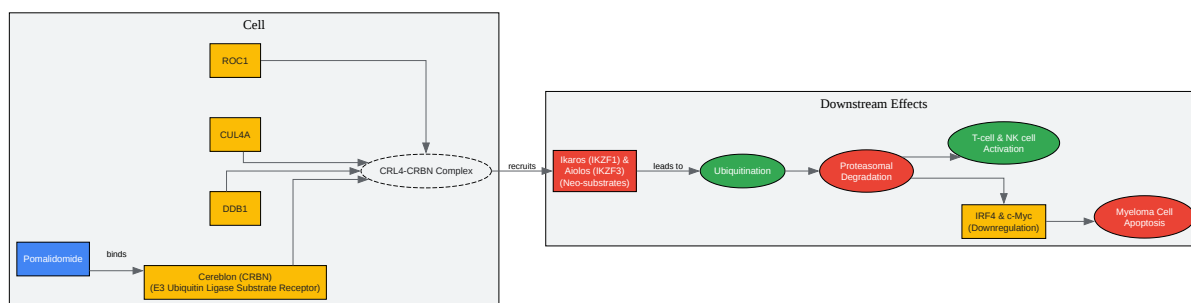 Cell
ROC1
CUL4A
DDB1
CRL4-CRBN Complex
Pomalidomide
binds
Cereblon (CRBN)
(E3 Ubiquitin Ligase Substrate Receptor)
recruits
Downstream Effects
Ikaros (IKZF1) &
Aiolos (IKZF3)
(Neo-substrates)
leads to
Ubiquitination
Proteasomal
Degradation
T-cell & NK cell
Activation
IRF4 & c-Myc
(Downregulation)
Myeloma Cell
Apoptosis